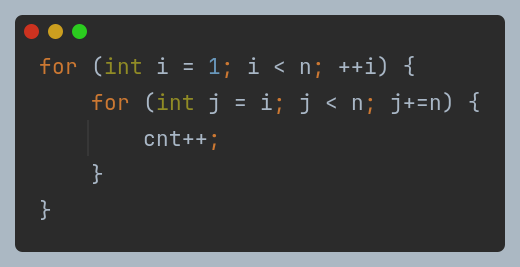 for (int i = 1; i < n; ++i) {
    for (int j = i; j < n; j+=n) {
        cnt++;
    }
}